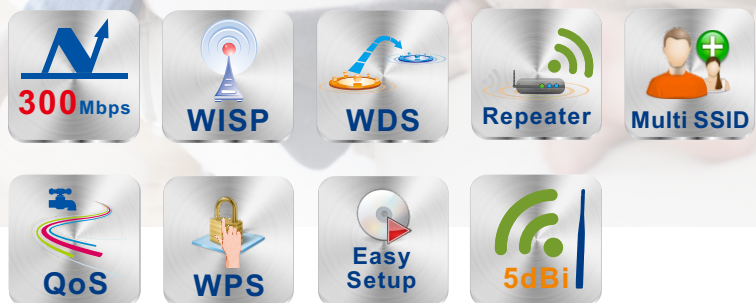 300Mbps
WISP
WDS
Repeater
Multi SSID
QoS
WPS
Easy
Setup
5dBi